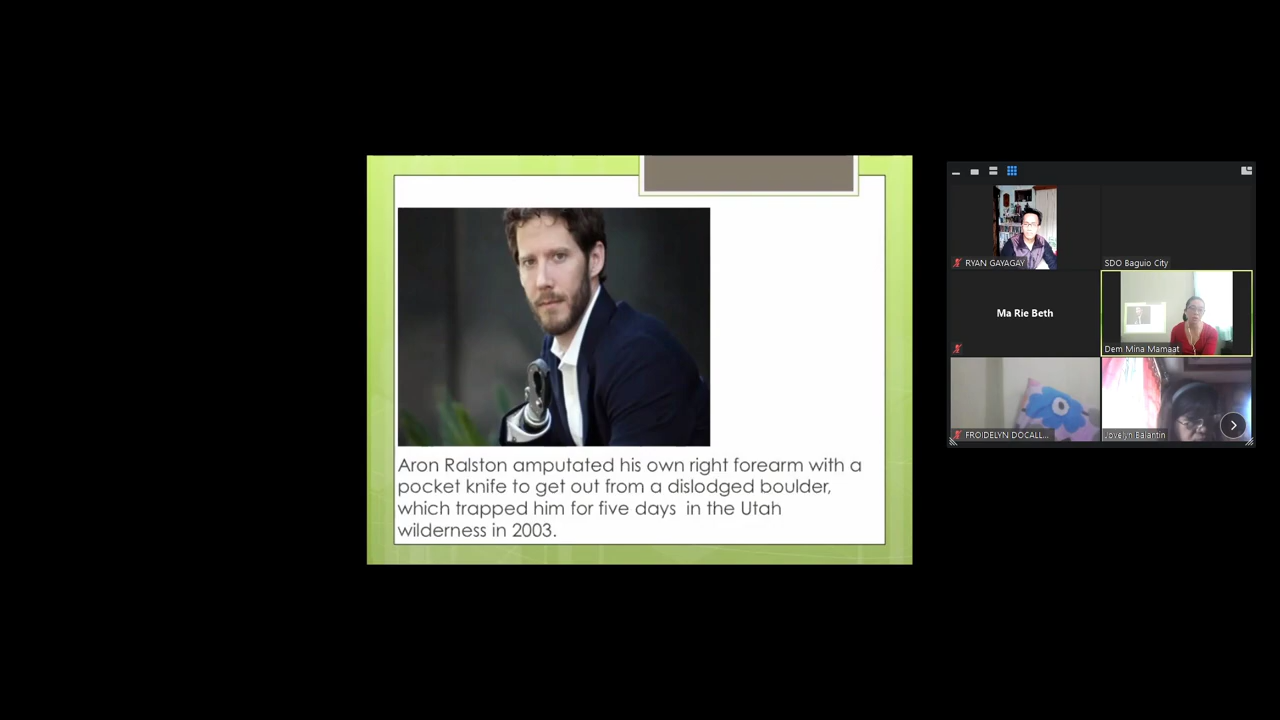 Aron Ralston amputated his own right forearm with a
pocket knife to get out from a dislodged boulder,
which trapped him for five days  in the Utah
wilderness in 2003.
RYAN GAYAGAY
SDO Baguio City
Ma Rie Beth
Dem Mina Mamaat
FROIDELYN DOCALL...
Jovelyn Balantin